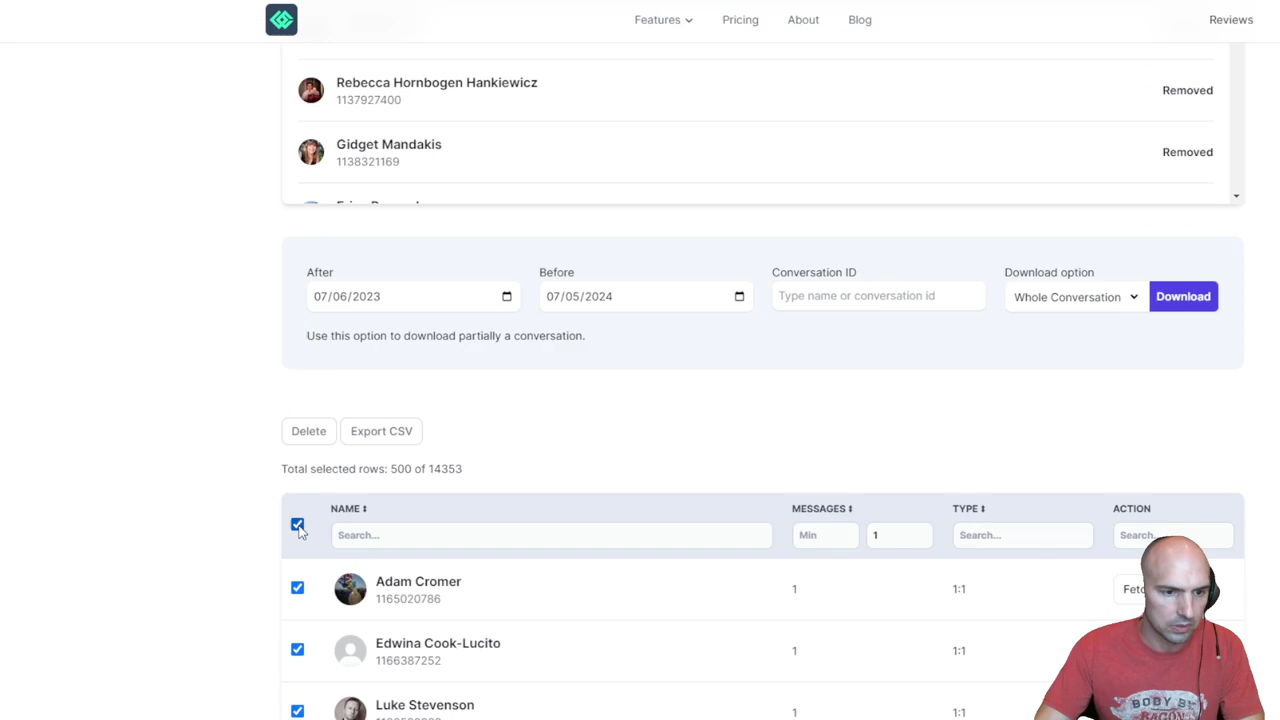 Features
Pricing
About
Blog
Reviews
Rebecca Hornbogen Hankiewicz
1137927400
Removed
Gidget Mandakis
1138321169
Removed
After
Before
Conversation ID
Download option
07/06/2023
07/05/2024
Type name or conversation id
Whole Conversation
Download
Use this option to download partially a conversation.
Delete
Export CSV
Total selected rows: 500 of 14353
NAME
MESSAGES
TYPE
ACTION
Search...
Min
1
Search...
Search...
Adam Cromer
1165020786
1
1:1
Edwina Cook-Lucito
1166387252
1
1:1
Luke Stevenson
1
1:1
BODY BY
BACON